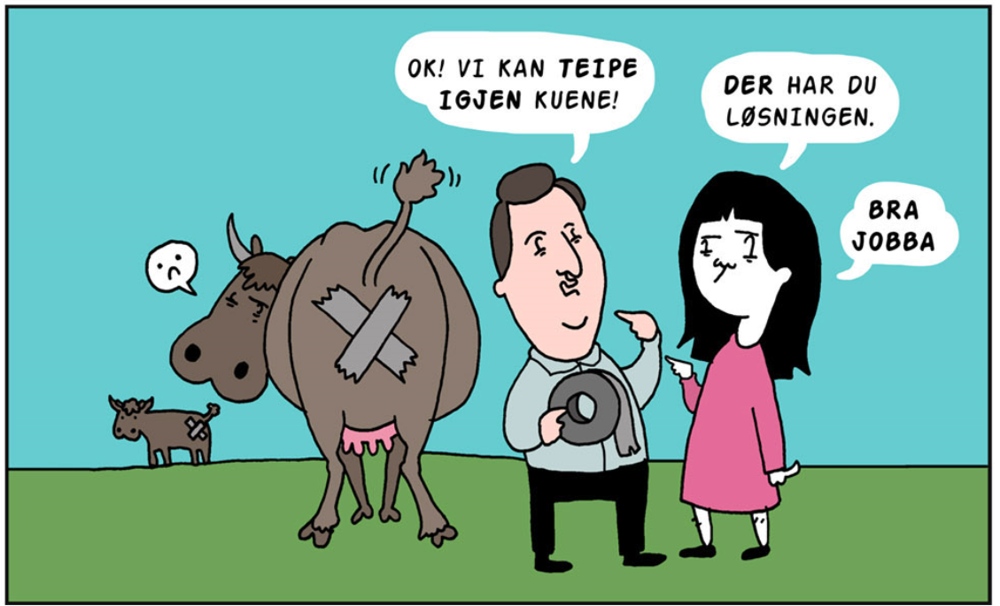 OK! VI KAN TEIPE
IGJEN KUENE!
DER HAR DU
LØSNINGEN.
BRA
JOBBA